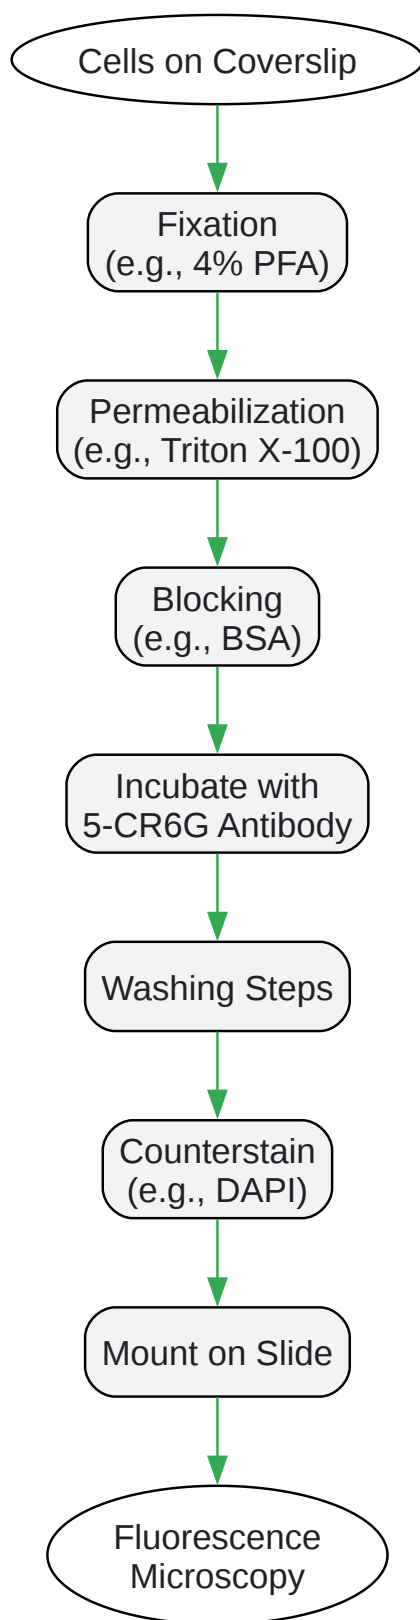 Cells on Coverslip
Fixation
(e.g., 4% PFA)
Permeabilization
(e.g., Triton X-100)
Blocking
(e.g., BSA)
Incubate with
5-CR6G Antibody
Washing Steps
Counterstain
(e.g., DAPI)
Mount on Slide
Fluorescence
Microscopy